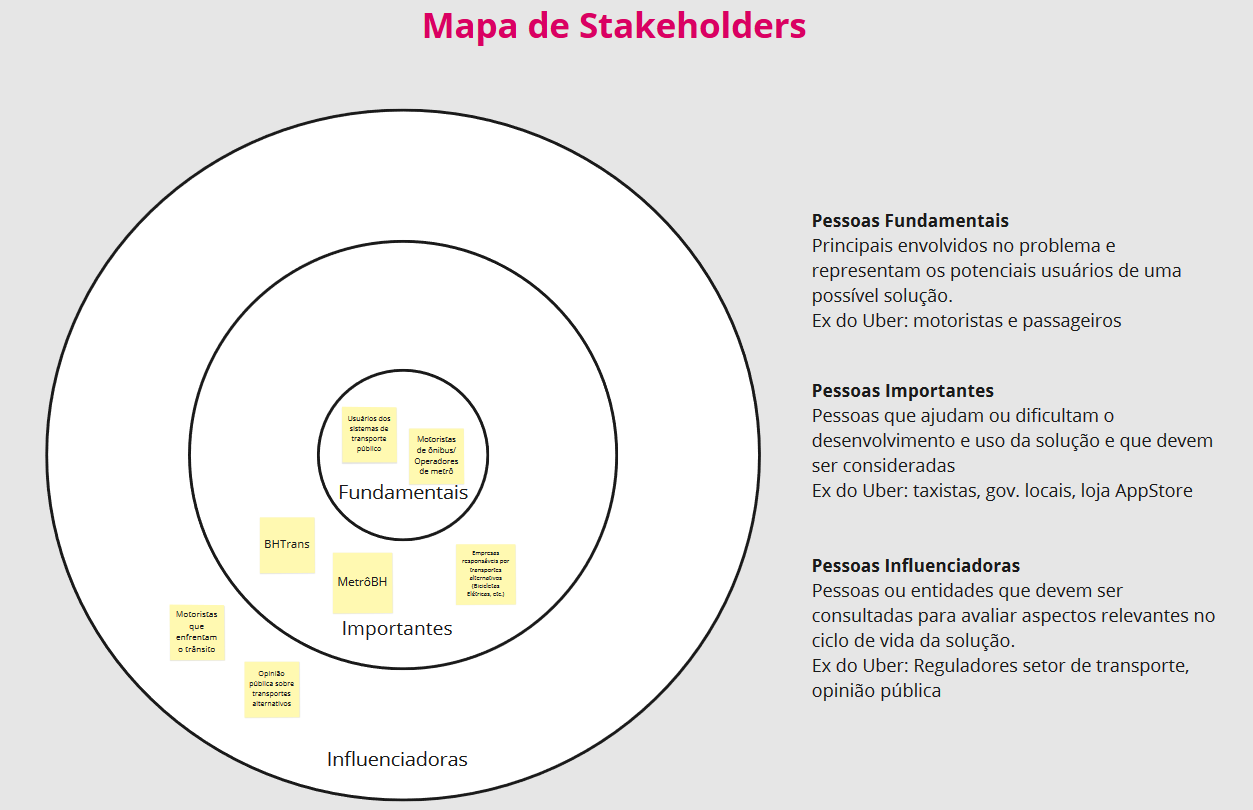 Mapa de Stakeholders
Usuários dos
sistemas de
transporte
público
Motoristas
de ônibus/
Operadores
de metrô
Fundamentais
BHTrans
MetrôBH
Empresas
responsáveis por
transportes
alternativos
(Bicicletas
Elétricas, etc.)
Importantes
Motoristas
que
enfrentam
o trânsito
Opinião
pública sobre
transportes
alternativos
Influenciadoras
Pessoas Fundamentais
Principais envolvidos no problema e
representam os potenciais usuários de uma
possível solução.
Ex do Uber: motoristas e passageiros
Pessoas Importantes
Pessoas que ajudam ou dificultam o
desenvolvimento e uso da solução e que devem
ser consideradas
Ex do Uber: taxistas, gov. locais, loja AppStore
Pessoas Influenciadoras
Pessoas ou entidades que devem ser
consultadas para avaliar aspectos relevantes no
ciclo de vida da solução.
Ex do Uber: Reguladores setor de transporte,
opinião pública